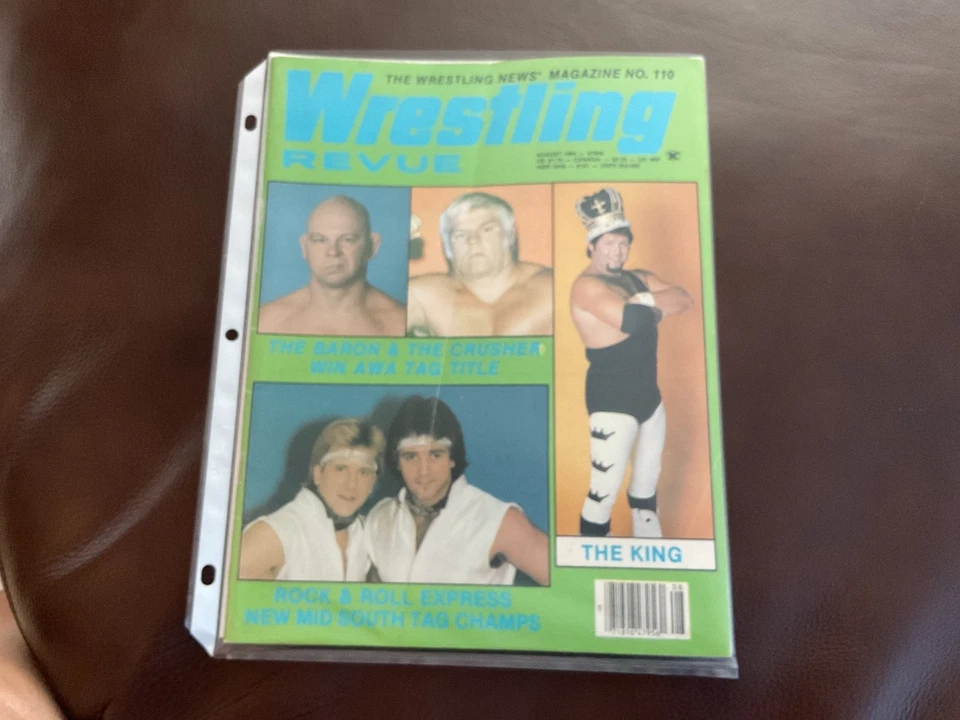 THE WRESTLING NEWS MAGAZINE NO. 110
Wrestling
REVUE
THE BARON & THE CRUSHER
WIN AWA TAG TITLE
ROCK & ROLL EXPRESS
NEW MID SOUTH TAG CHAMPS
THE KING
08